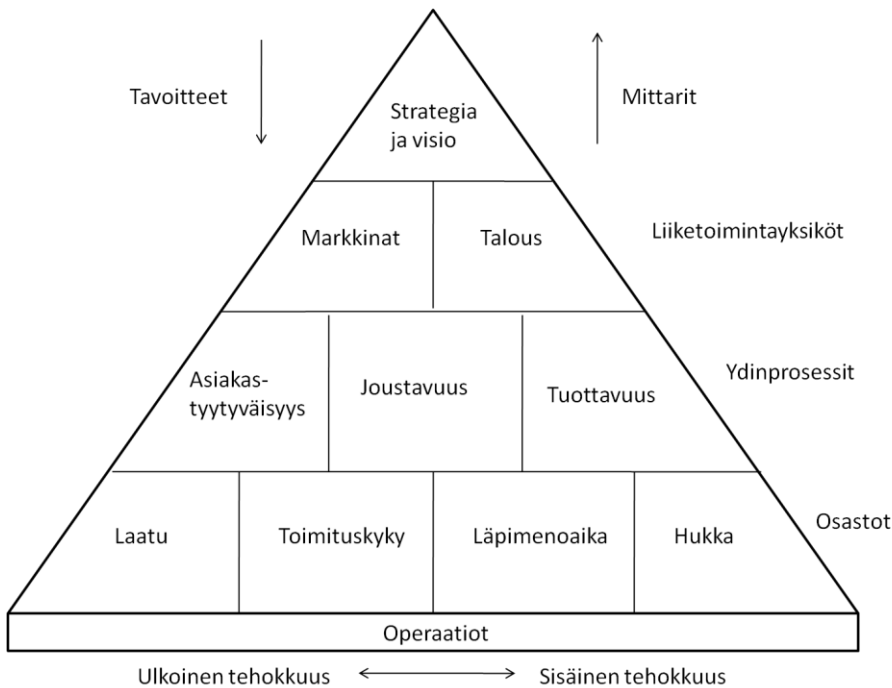 Tavoitteet
Mittarit
Strategia
ja visio
Markkinat
Talous
Liiketoimintayksiköt
Asiakas-
tyytyväisyys
Joustavuus
Tuottavuus
Ydinprosessit
Laatu
Toimituskyky
Läpimenoaika
Hukka
Osastot
Operaatiot
Ulkoinen tehokkuus
Sisäinen tehokkuus